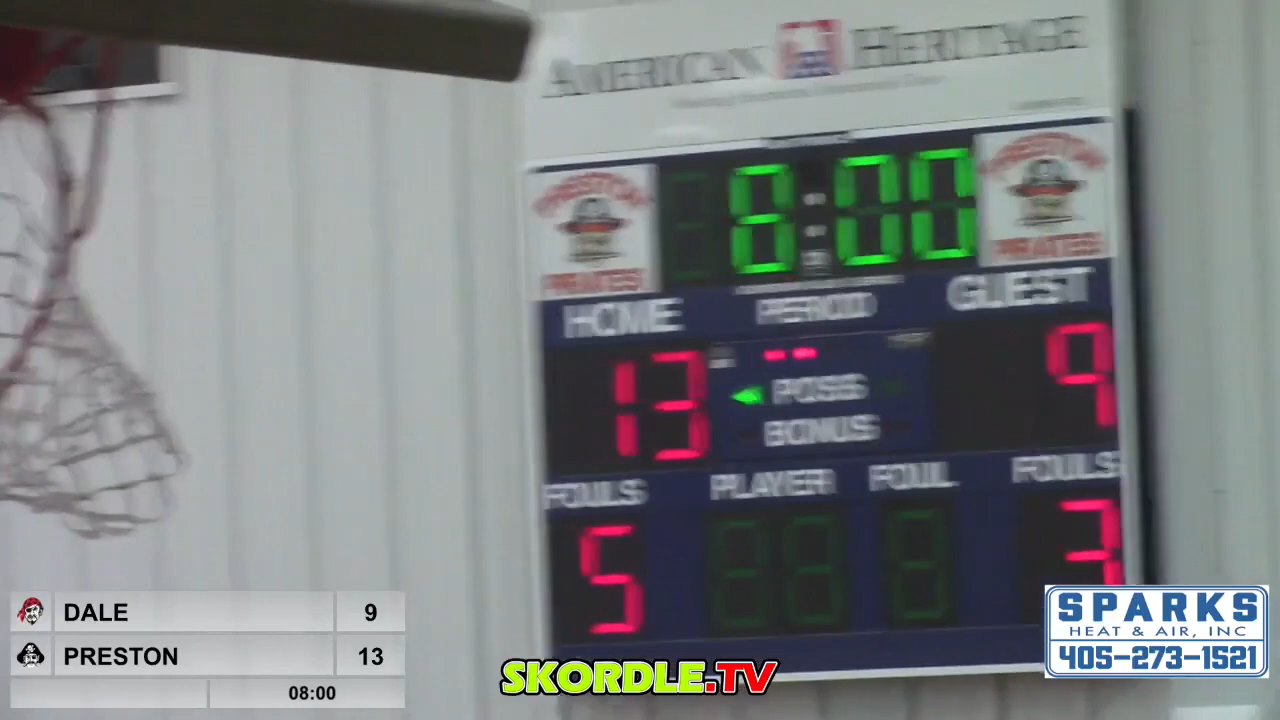 AMERICAN HERITAGE
PRESTON
PIRATES
8:00
PRESTON
PIRATES
HOME
PERIOD
GUEST
13
9
POSS
BONUS
FOULS
PLAYER
FOUL
FOULS
5
3
DALE 9
PRESTON 13
08:00
SKORDLE.TV
SPARKS
HEAT & AIR, INC
405-273-1521